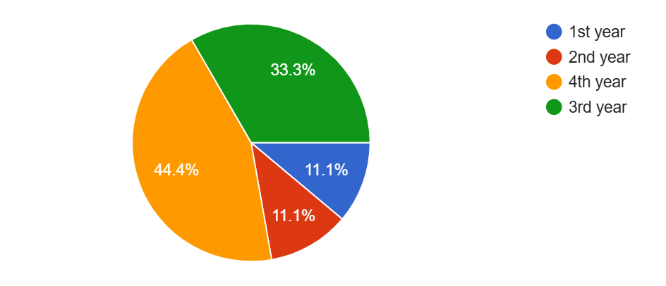 33.3%
44.4%
11.1%
11.1%
1st year
2nd year
4th year
3rd year